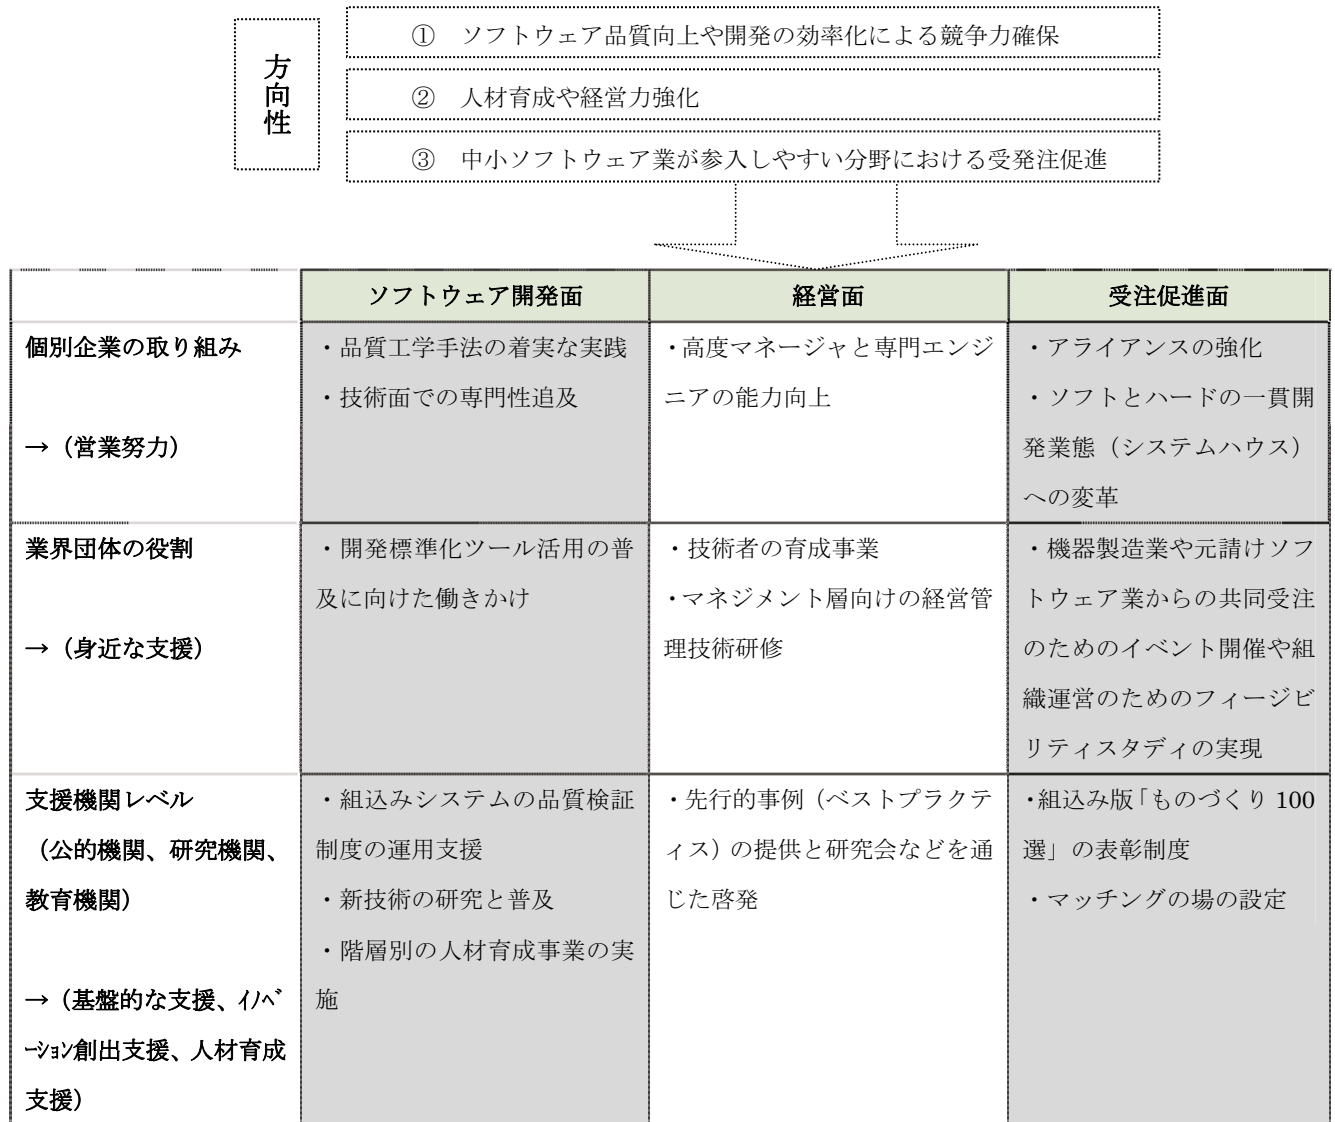 方向性
① ソフトウェア品質向上や開発の効率化による競争力確保
② 人材育成や経営力強化
③ 中小ソフトウェア業が参入しやすい分野における受発注促進
ソフトウェア開発面
経営面
受注促進面
個別企業の取り組み
→（営業努力）
・品質工学手法の着実な実践
・技術面での専門性追及
・高度マネージャと専門エンジ
ニアの能力向上
・アライアンスの強化
・ソフトとハードの一貫開
発業態（システムハウス）
への変革
業界団体の役割
→（身近な支援）
・開発標準化ツール活用の普
及に向けた働きかけ
・技術者の育成事業
・マネジメント層向けの経営管
理技術研修
・機器製造業や元請けソフ
トウェア業からの共同受注
のためのイベント開催や組
織運営のためのフィージビ
リティスタディの実現
支援機関レベル
（公的機関、研究機関、
教育機関）
→（基盤的な支援、ｲﾉﾍﾞ
ｰｼｮﾝ創出支援、人材育成
支援）
・組込みシステムの品質検証
制度の運用支援
・新技術の研究と普及
・階層別の人材育成事業の実
施
・先行的事例（ベストプラクテ
ィス）の提供と研究会などを通
じた啓発
・組込み版「ものづくり 100
選」の表彰制度
・マッチングの場の設定